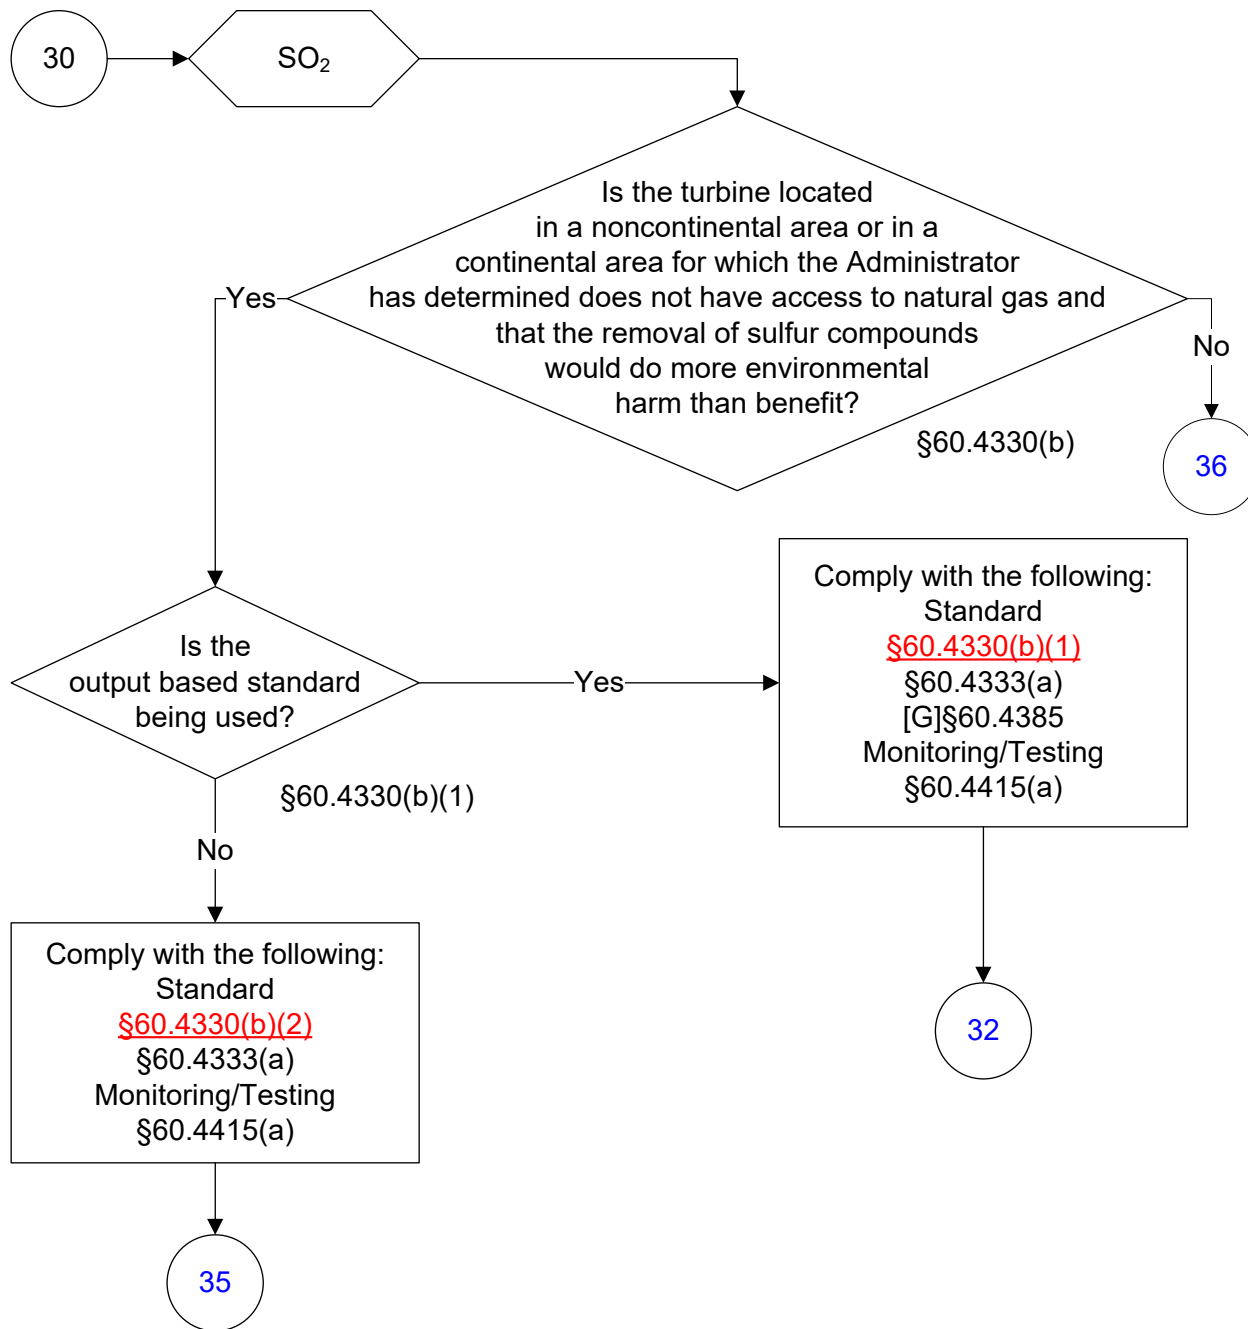 30
SO₂
Is the turbine located
in a noncontinental area or in a
continental area for which the Administrator
has determined does not have access to natural gas and
that the removal of sulfur compounds
would do more environmental
harm than benefit?
§60.4330(b)
Yes
No
36
Is the
output based standard
being used?
§60.4330(b)(1)
Yes
No
Comply with the following:
Standard
§60.4330(b)(1)
§60.4333(a)
[G]§60.4385
Monitoring/Testing
§60.4415(a)
32
Comply with the following:
Standard
§60.4330(b)(2)
§60.4333(a)
Monitoring/Testing
§60.4415(a)
35